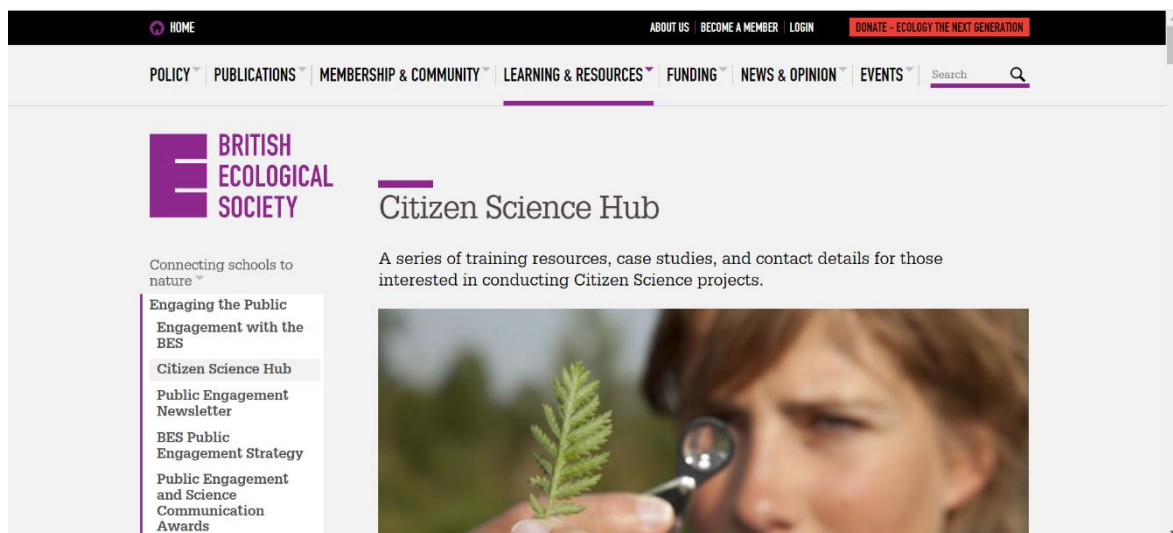 HOME
ABOUT US BECOME A MEMBER LOGIN
DONATE - ECOLOGY THE NEXT GENERATION
POLICY PUBLICATIONS MEMBERSHIP & COMMUNITY LEARNING & RESOURCES FUNDING NEWS & OPINION EVENTS Search
BRITISH
ECOLOGICAL
SOCIETY
Connecting schools to
nature
Engaging the Public
Engagement with the
BES
Citizen Science Hub
Public Engagement
Newsletter
BES Public
Engagement Strategy
Public Engagement
and Science
Communication
Awards
Citizen Science Hub
A series of training resources, case studies, and contact details for those
interested in conducting Citizen Science projects.